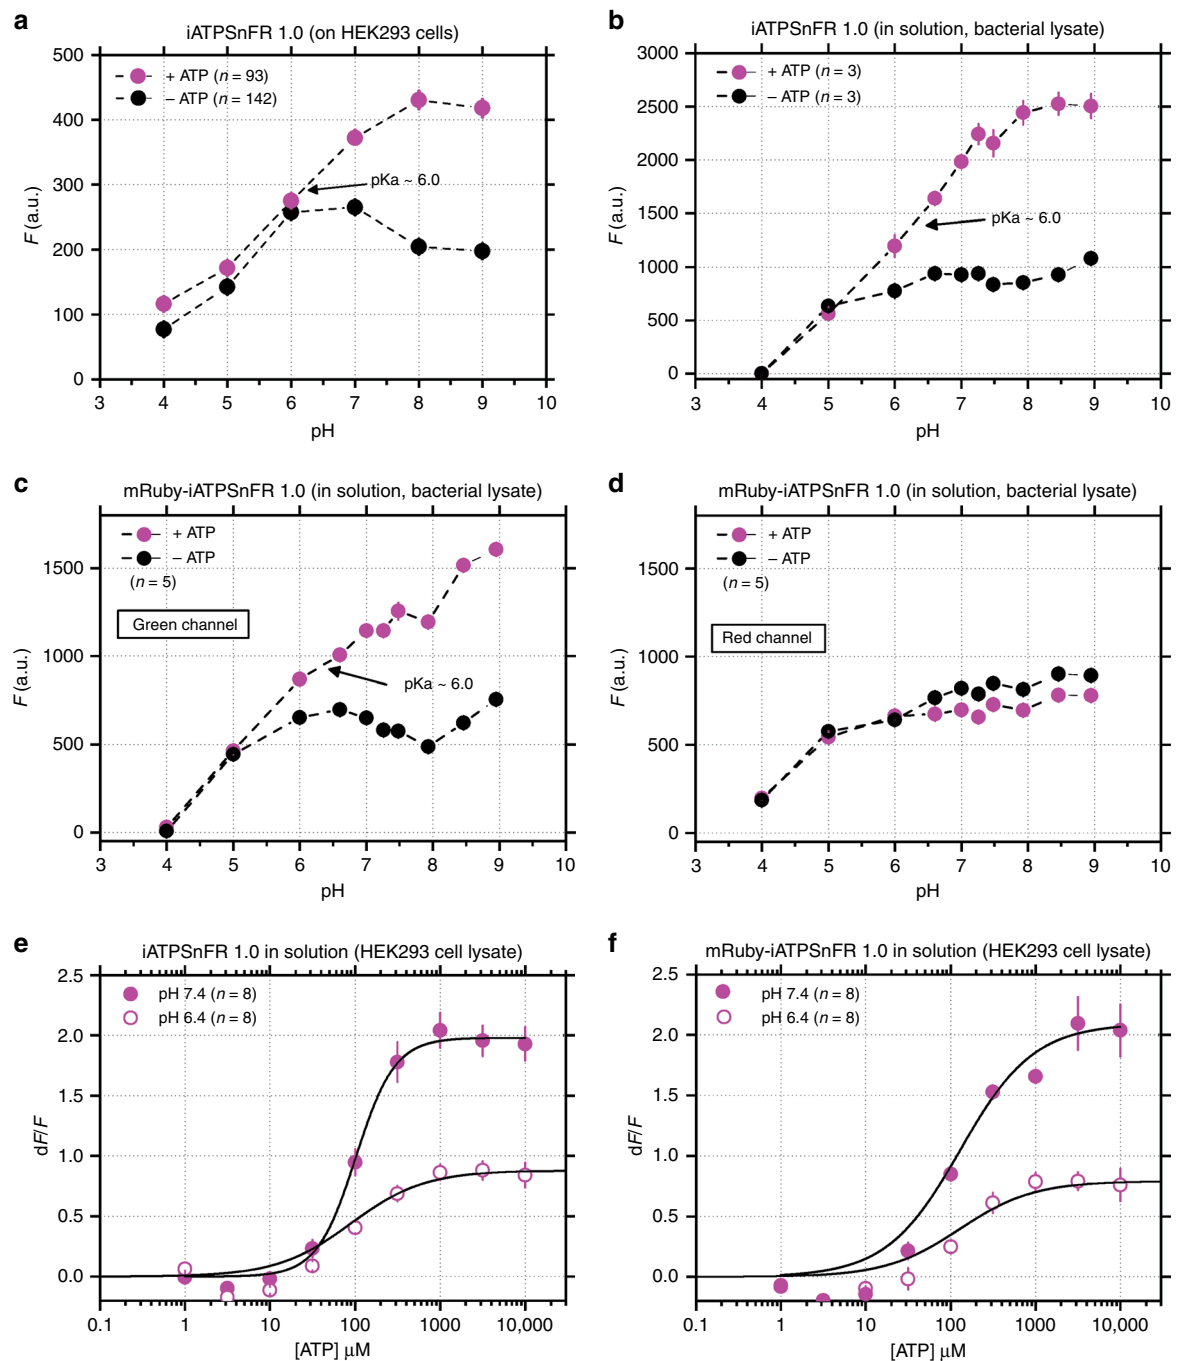 a
iATPSnFR 1.0 (on HEK293 cells)
500
400
300
200
100
0
F (a.u.)
+ ATP (n = 93)
– ATP (n = 142)
pKa ~ 6.0
3 4 5 6 7 8 9 10
pH
b
iATPSnFR 1.0 (in solution, bacterial lysate)
3000
2500
2000
1500
1000
500
0
F (a.u.)
+ ATP (n = 3)
– ATP (n = 3)
pKa ~ 6.0
3 4 5 6 7 8 9 10
pH
c
mRuby-iATPSnFR 1.0 (in solution, bacterial lysate)
1500
1000
500
0
F (a.u.)
+ ATP
– ATP
(n = 5)
Green channel
pKa ~ 6.0
3 4 5 6 7 8 9 10
pH
d
mRuby-iATPSnFR 1.0 (in solution, bacterial lysate)
1500
1000
500
0
F (a.u.)
+ ATP
– ATP
(n = 5)
Red channel
3 4 5 6 7 8 9 10
pH
e
iATPSnFR 1.0 in solution (HEK293 cell lysate)
2.5
2.0
1.5
1.0
0.5
0.0
dF/F
pH 7.4 (n = 8)
pH 6.4 (n = 8)
0.1 1 10 100 1000 10,000
[ATP] μM
f
mRuby-iATPSnFR 1.0 in solution (HEK293 cell lysate)
2.5
2.0
1.5
1.0
0.5
0.0
dF/F
pH 7.4 (n = 8)
pH 6.4 (n = 8)
0.1 1 10 100 1000 10,000
[ATP] μM